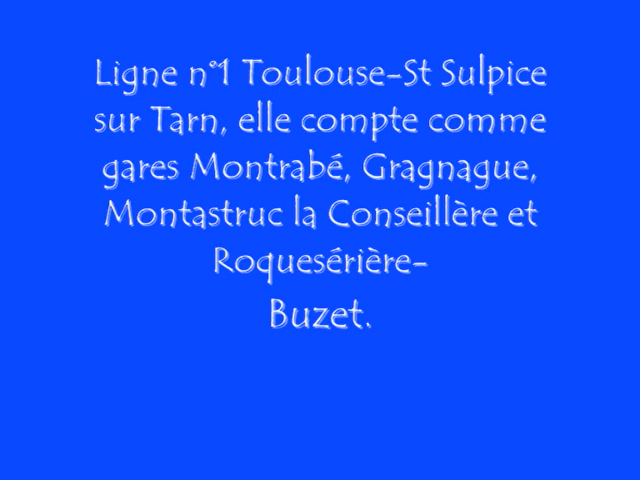 Ligne n°1 Toulouse-St Sulpice
sur Tarn, elle compte comme
gares Montrabé, Gragnague,
Montastruc la Conseillère et
Roquesérière-
Buzet.